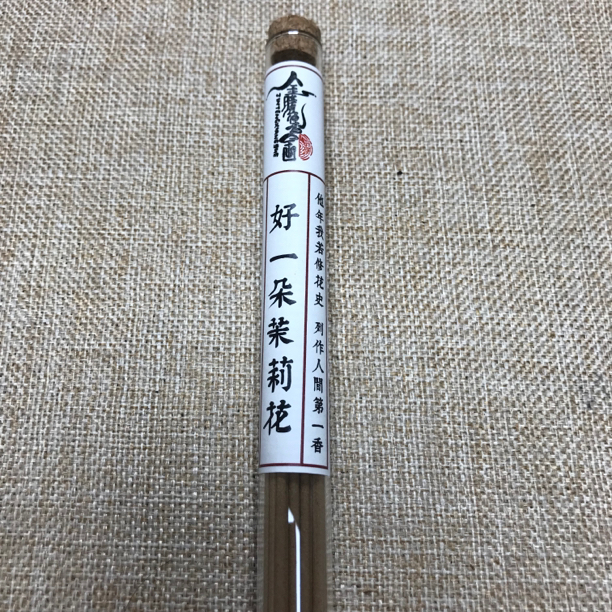 好一朵茉莉花
他年我若修花史 列作人間第一香